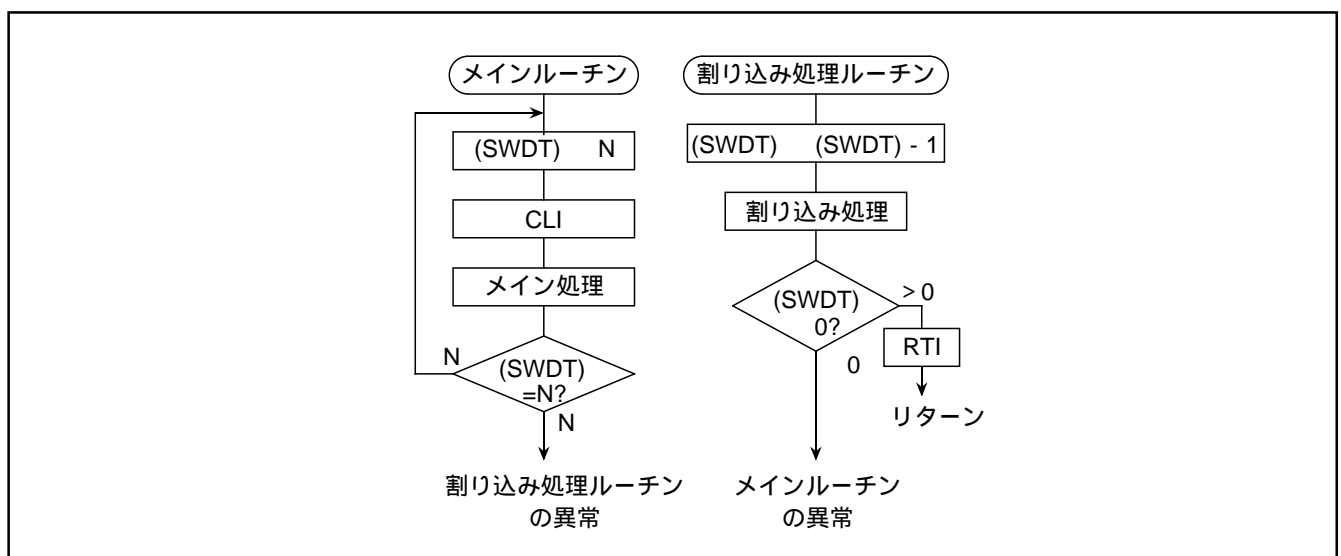 メインルーチン
(SWDT) N
CLI
メイン処理
(SWDT)
=N?
N
N
割り込み処理ルーチン
の異常
割り込み処理ルーチン
(SWDT) (SWDT) - 1
割り込み処理
(SWDT)
0?
> 0
RTI
リターン
0
メインルーチン
の異常